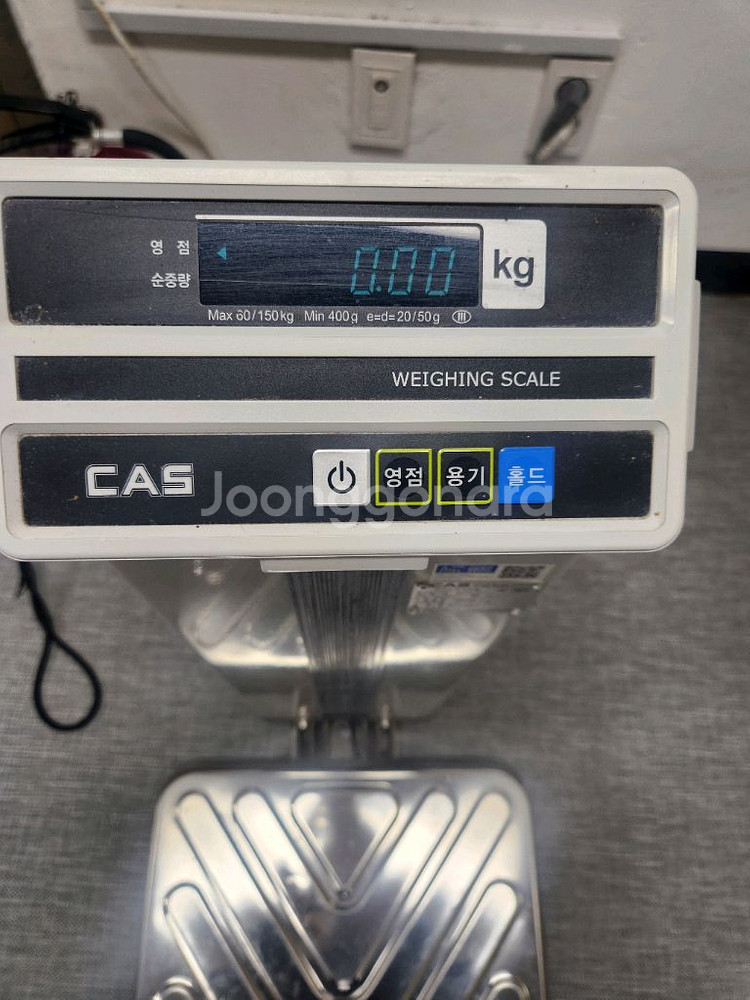 영 점
0.00
kg
순중량
Max 60/150kg Min 400g e=d=20/50g III
WEIGHING SCALE
CAS
영점
용기
홀드
Joonggonara